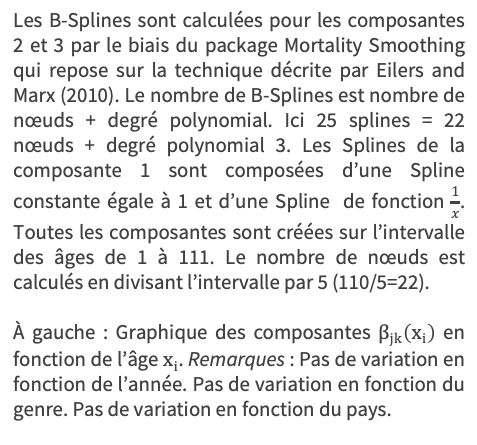 Les B-Splines sont calculées pour les composantes
2 et 3 par le biais du package Mortality Smoothing
qui repose sur la technique décrite par Eilers and
Marx (2010). Le nombre de B-Splines est nombre de
nœuds + degré polynomial. Ici 25 splines = 22
nœuds + degré polynomial 3. Les Splines de la
composante 1 sont composées d’une Spline
constante égale à 1 et d’une Spline de fonction 1/x.
Toutes les composantes sont créées sur l’intervalle
des âges de 1 à 111. Le nombre de nœuds est
calculés en divisant l’intervalle par 5 (110/5=22).
À gauche : Graphique des composantes βjk(xi) en
fonction de l’âge xi. Remarques : Pas de variation en
fonction de l’année. Pas de variation en fonction du
genre. Pas de variation en fonction du pays.